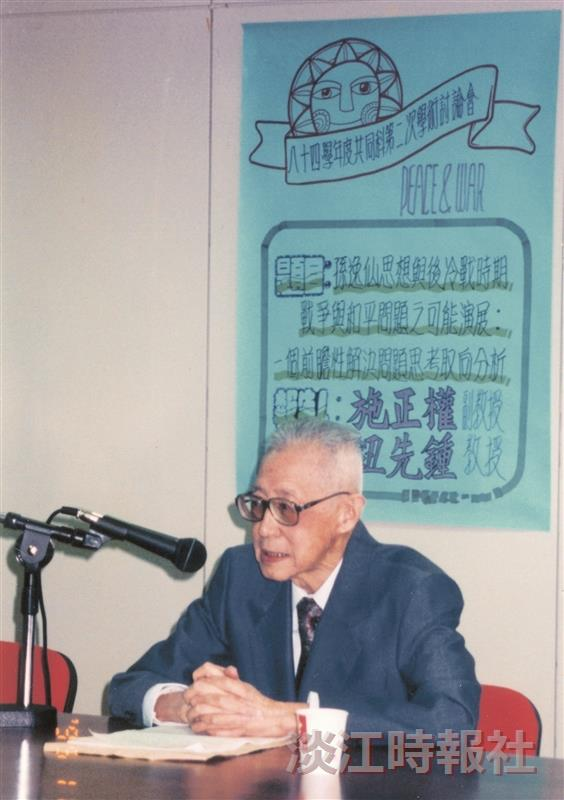 八十四學年度共同科第二次學術討論會
PEACE & WAR
題目：孫逸仙思想與後冷戰時期
戰爭與和平問題之可能演展：
一個前瞻性解決問題思考取向分析
報告人：施正權 副教授
鈕先鍾 教授
淡江時報社